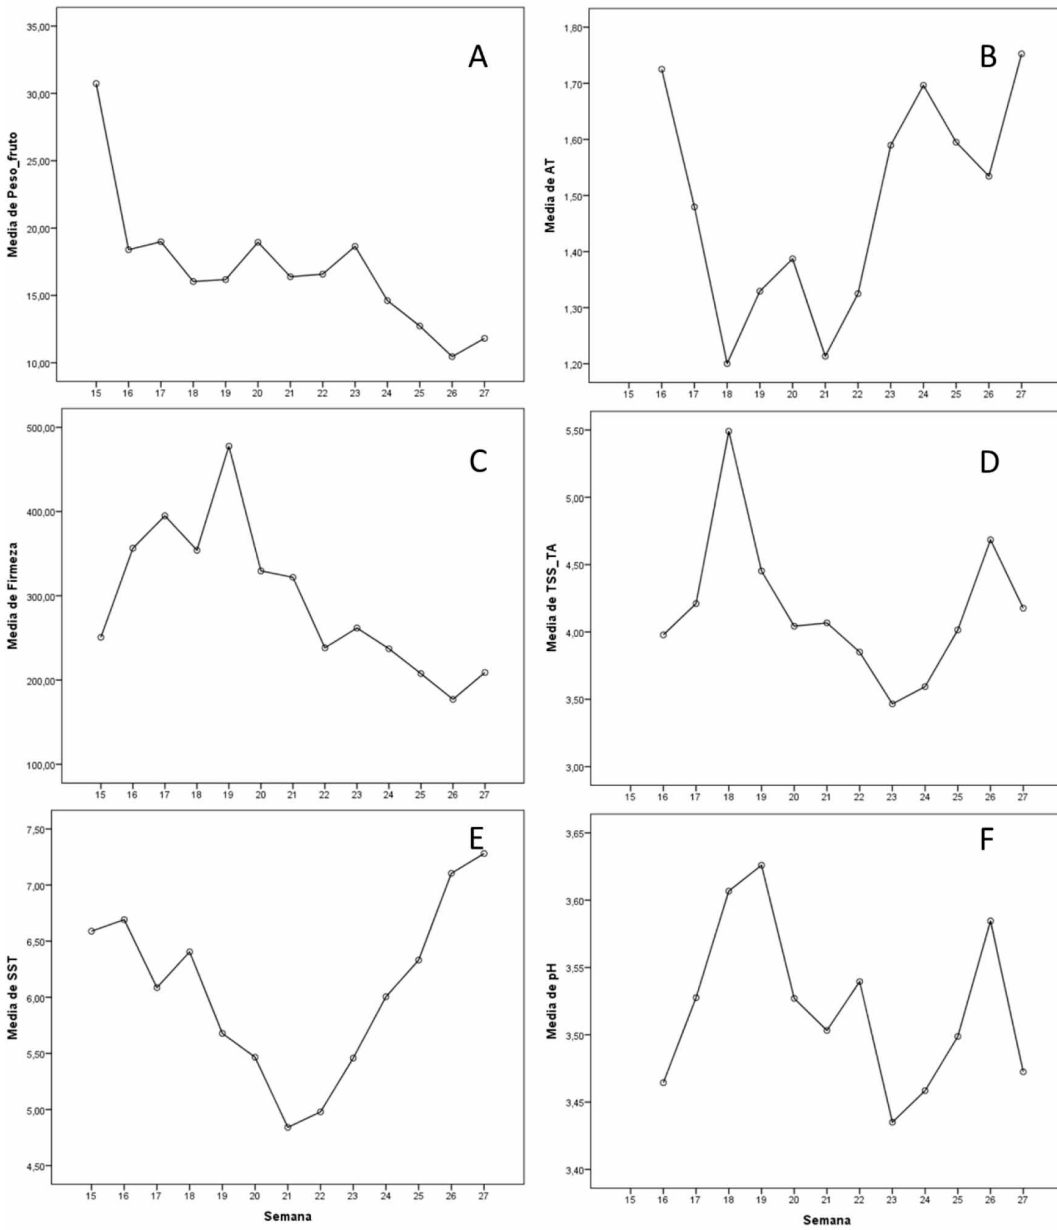 A
Media de Peso_fruto
35,00
30,00
25,00
20,00
15,00
10,00
15 16 17 18 19 20 21 22 23 24 25 26 27
B
Media de AT
1,80
1,70
1,60
1,50
1,40
1,30
1,20
15 16 17 18 19 20 21 22 23 24 25 26 27
C
Media de Firmeza
500,00
400,00
300,00
200,00
100,00
15 16 17 18 19 20 21 22 23 24 25 26 27
D
Media de TSS_TA
5,50
5,00
4,50
4,00
3,50
3,00
15 16 17 18 19 20 21 22 23 24 25 26 27
E
Media de SST
7,50
7,00
6,50
6,00
5,50
5,00
4,50
15 16 17 18 19 20 21 22 23 24 25 26 27
Semana
F
Media de pH
3,65
3,60
3,55
3,50
3,45
3,40
15 16 17 18 19 20 21 22 23 24 25 26 27
Semana